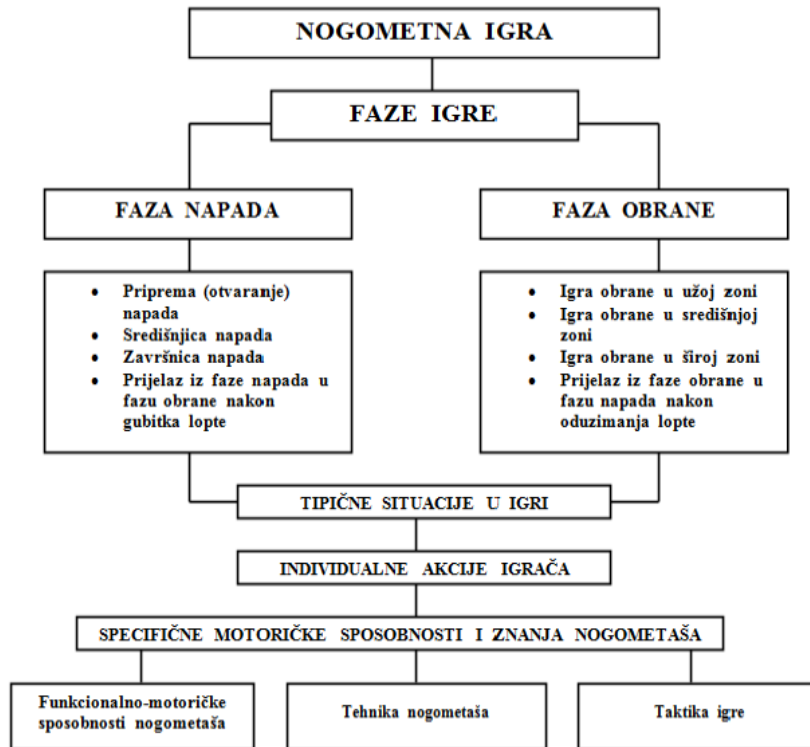 NOGOMETNA IGRA
FAZE IGRE
FAZA NAPADA
FAZA OBRANE
• Priprema (otvaranje)
napada
• Središnjica napada
• Završnica napada
• Prijelaz iz faze napada u
fazu obrane nakon
gubitka lopte
• Igra obrane u užoj zoni
• Igra obrane u središnjoj
zoni
• Igra obrane u široj zoni
• Prijelaz iz faze obrane u
fazu napada nakon
oduzimanja lopte
TIPIČNE SITUACIJE U IGRI
INDIVIDUALNE AKCIJE IGRAČA
SPECIFIČNE MOTORIČKE SPOSOBNOSTI I ZNANJA NOGOMETAŠA
Funkcionalno-motoričke
sposobnosti nogometaša
Tehnika nogometaša
Taktika igre